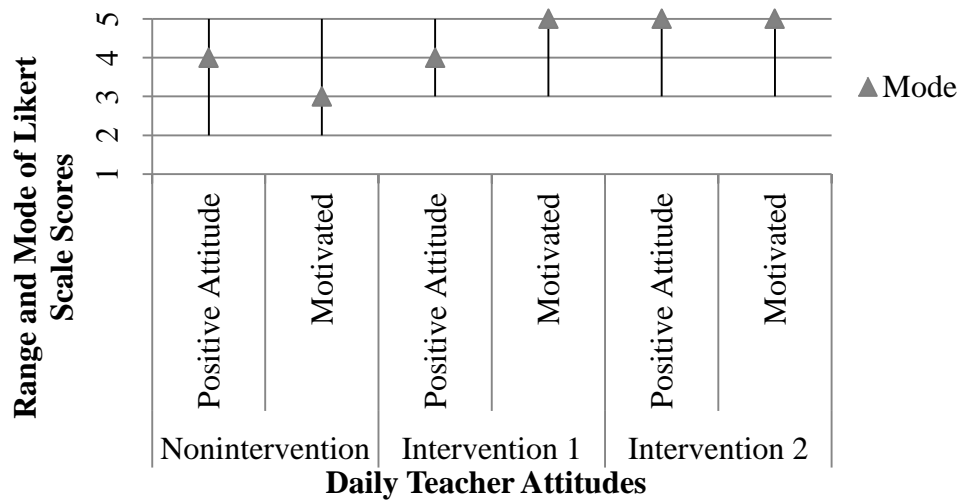 Range and Mode of Likert
Scale Scores
5
4
3
2
1
Mode
Positive Attitude
Motivated
Positive Attitude
Motivated
Positive Attitude
Motivated
Nonintervention
Intervention 1
Intervention 2
Daily Teacher Attitudes